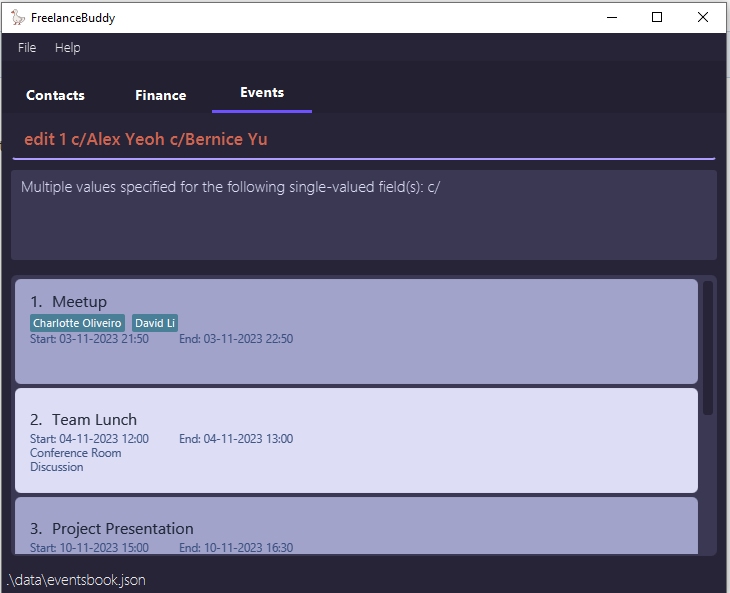 FreelanceBuddy
File Help
Contacts Finance Events
edit 1 c/Alex Yeoh c/Bernice Yu
Multiple values specified for the following single-valued field(s): c/
1. Meetup
Charlotte Oliveiro David Li
Start: 03-11-2023 21:50 End: 03-11-2023 22:50
2. Team Lunch
Start: 04-11-2023 12:00 End: 04-11-2023 13:00
Conference Room
Discussion
3. Project Presentation
Start: 10-11-2023 15:00 End: 10-11-2023 16:30
.\data\eventsbook.json